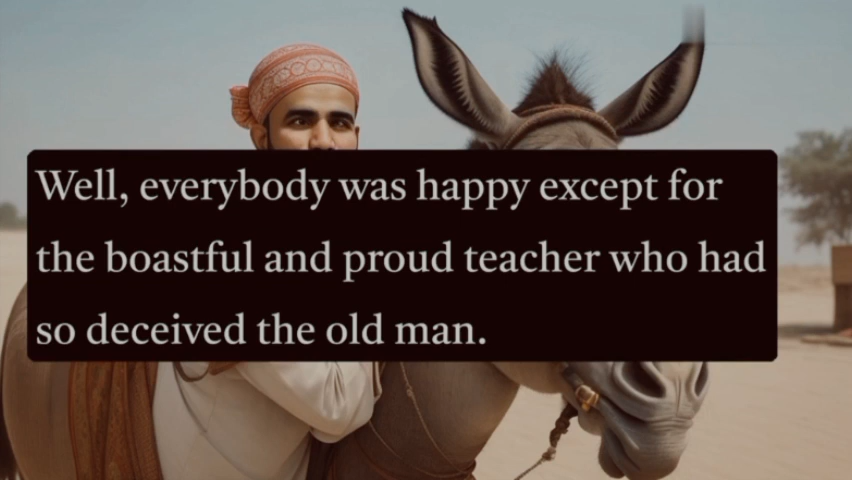 Well, everybody was happy except for
the boastful and proud teacher who had
so deceived the old man.